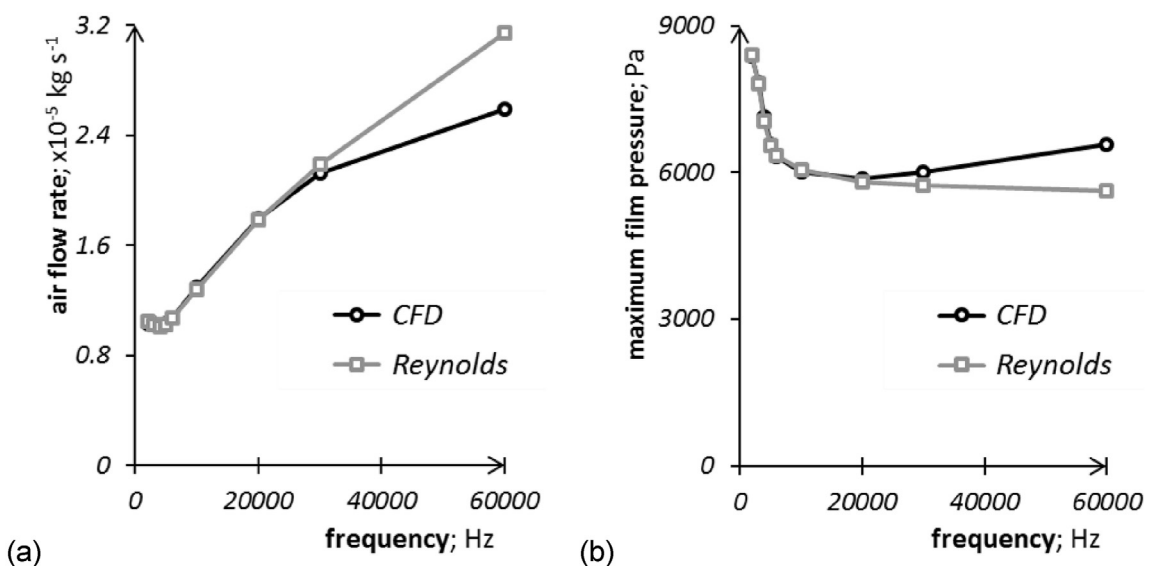 air flow rate; x10⁻⁵ kg s⁻¹
3.2
2.4
1.6
0.8
0
CFD
Reynolds
0 20000 40000 60000
frequency; Hz
(a)
maximum film pressure; Pa
9000
6000
3000
0
CFD
Reynolds
0 20000 40000 60000
frequency; Hz
(b)